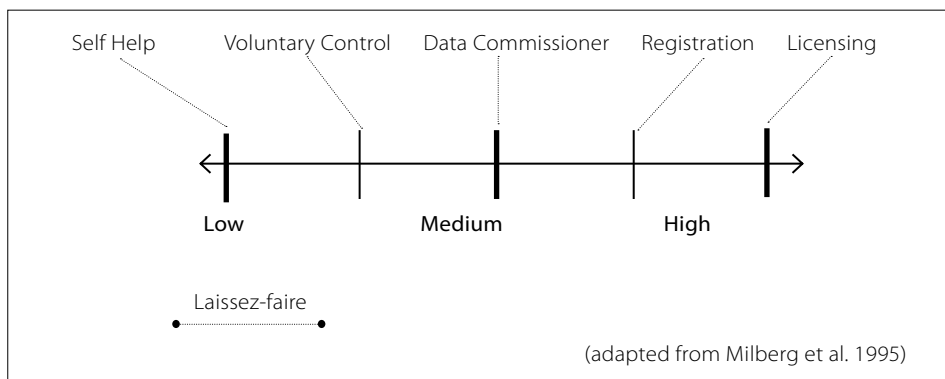 Self Help Voluntary Control Data Commissioner Registration Licensing
Low Medium High
Laissez-faire
(adapted from Milberg et al. 1995)